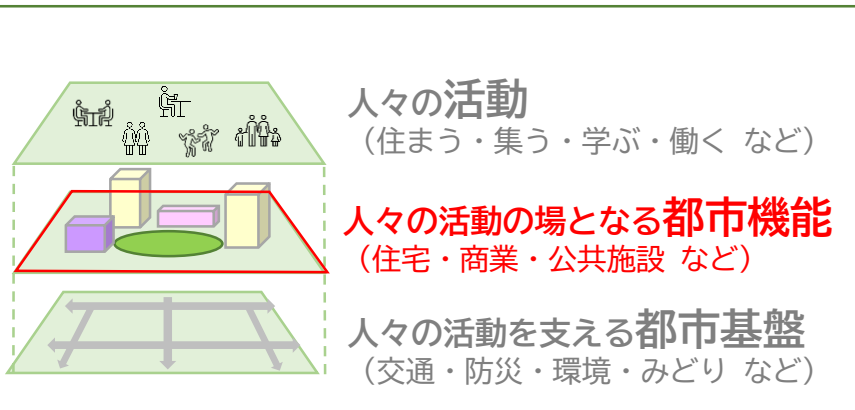 人々の活動
（住まう・集う・学ぶ・働く など）
人々の活動の場となる都市機能
（住宅・商業・公共施設 など）
人々の活動を支える都市基盤
（交通・防災・環境・みどり など）